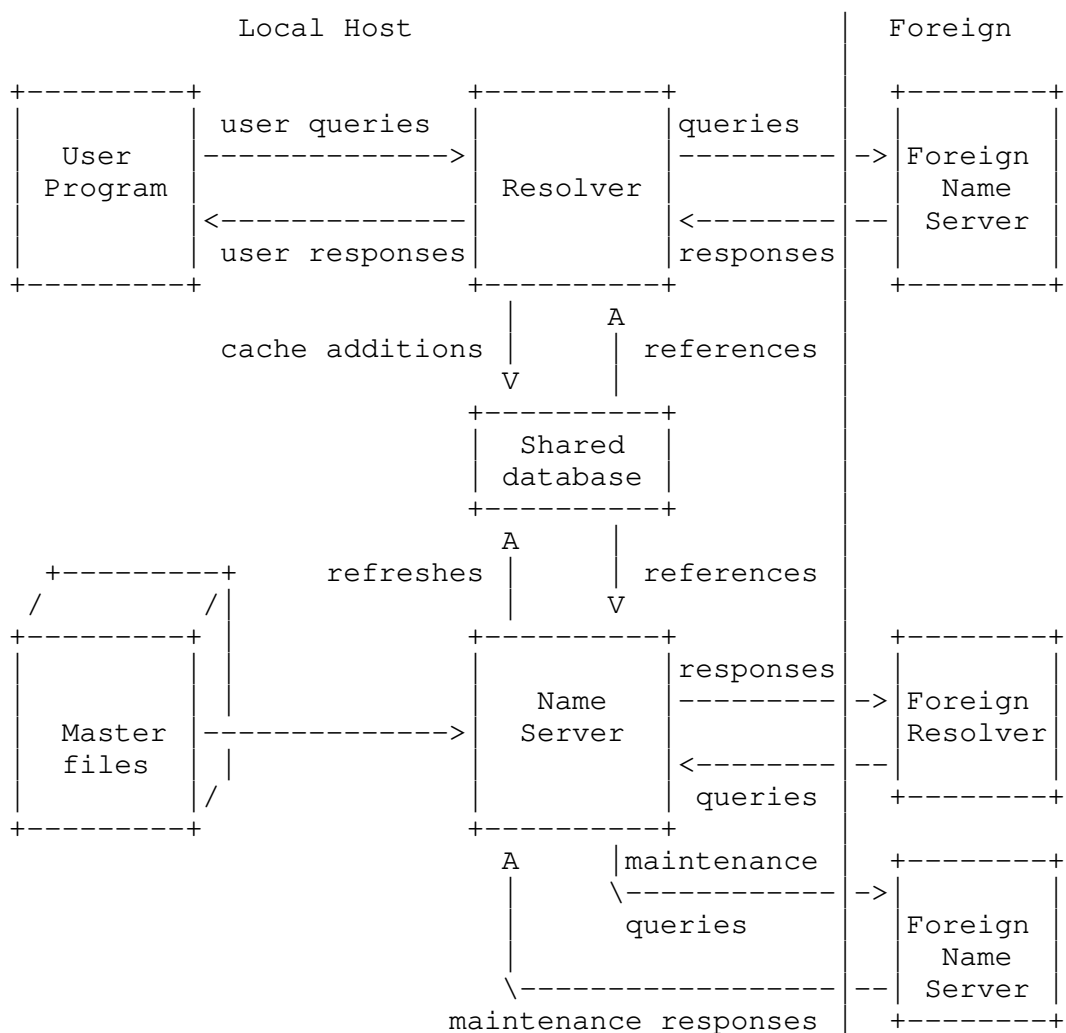 Local Host | Foreign
|
+---------+ +----------+ | +--------+
| | user queries | |queries | | |
| User |-------------->| |---------|->|Foreign |
| Program | | Resolver | | | Name |
| |<--------------| |<--------|--| Server |
| | user responses| |responses| | |
+---------+ +----------+ | +--------+
| A |
cache additions | | references |
V | |
+----------+ |
| Shared | |
| database | |
+----------+ |
A | |
+---------+ refreshes | | references |
/ /| | V |
+---------+ | +----------+ | +--------+
| | | | |responses| | |
| | | | Name |---------|->|Foreign |
| Master |-------------->| Server | | |Resolver|
| files | | | |<--------|--| |
| |/ | | queries | +--------+
+---------+ +----------+ |
A |maintenance | +--------+
| \------------|->| |
| queries | |Foreign |
| | | Name |
\------------------|--| Server |
maintenance responses | +--------+